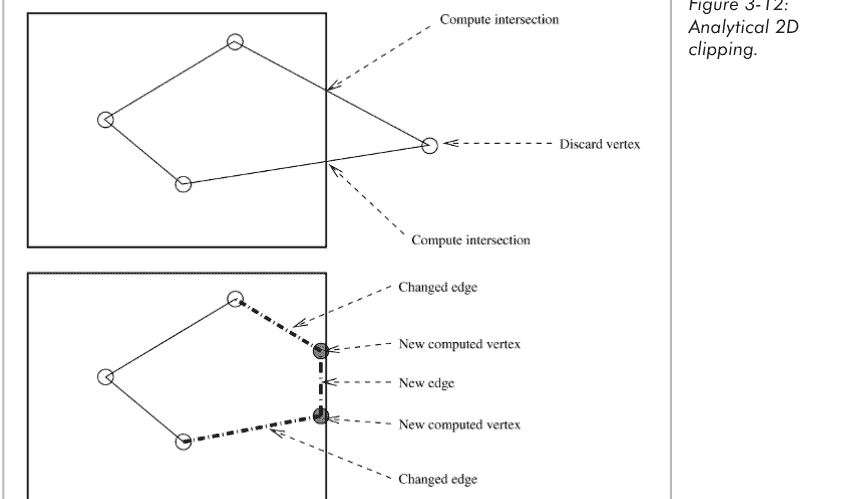 Figure 3-12:
Analytical 2D
clipping.
Compute intersection
Discard vertex
Compute intersection
Changed edge
New computed vertex
New edge
New computed vertex
Changed edge